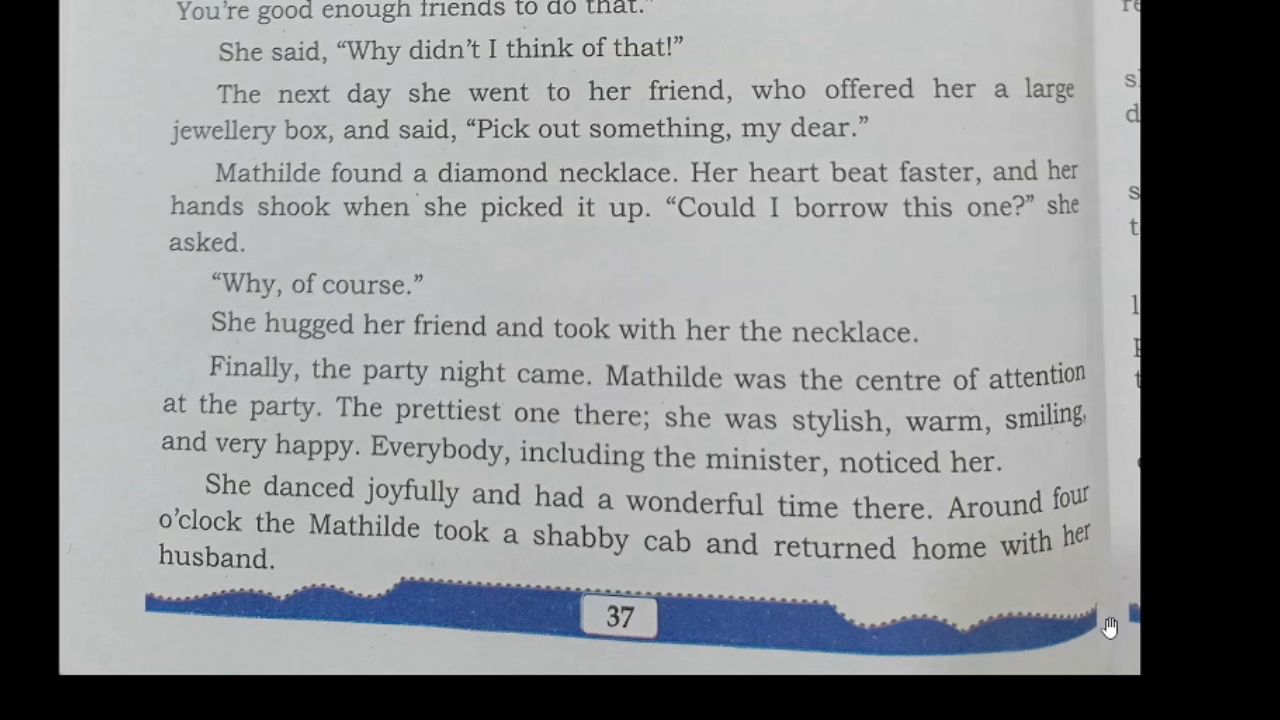 You're good enough friends to do that."
She said, “Why didn't I think of that!”
The next day she went to her friend, who offered her a large
jewellery box, and said, “Pick out something, my dear.”
Mathilde found a diamond necklace. Her heart beat faster, and her
hands shook when she picked it up. “Could I borrow this one?” she
asked.
“Why, of course.”
She hugged her friend and took with her the necklace.
Finally, the party night came. Mathilde was the centre of attention
at the party. The prettiest one there; she was stylish, warm, smiling,
and very happy. Everybody, including the minister, noticed her.
She danced joyfully and had a wonderful time there. Around four
o'clock the Mathilde took a shabby cab and returned home with her
husband.
37